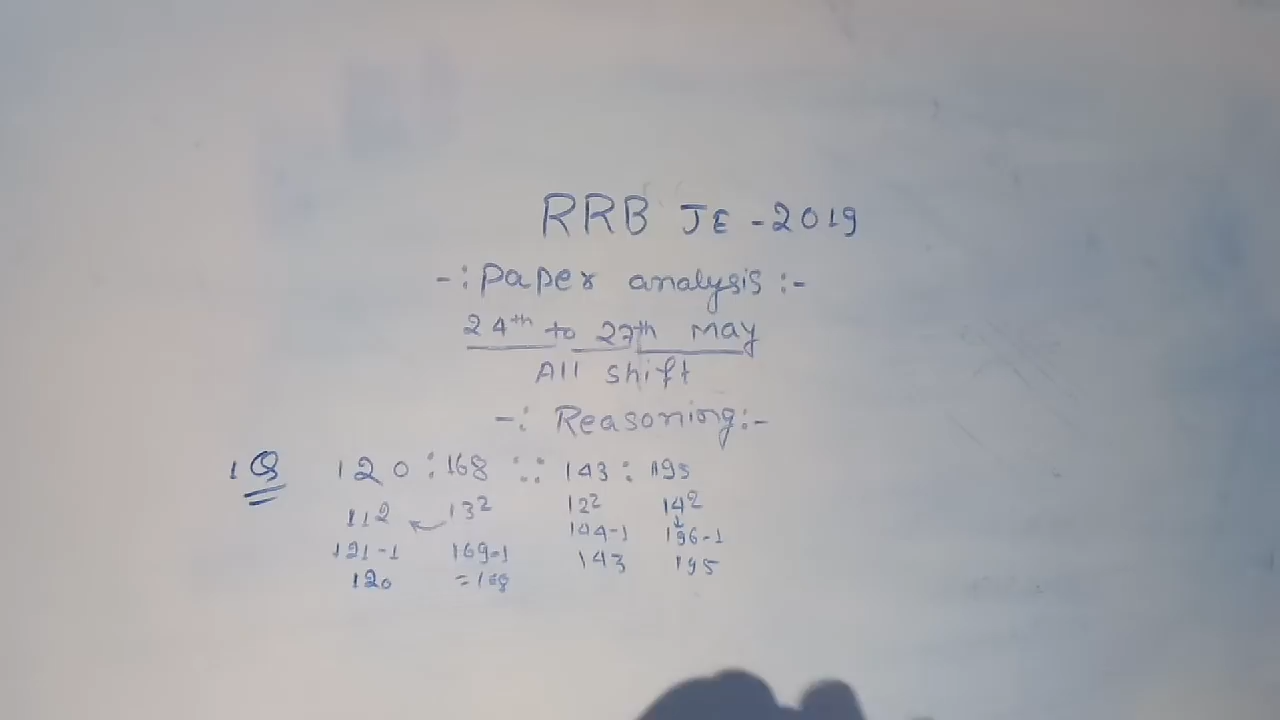 RRB JE - 2019
-: Paper analysis :-
24th to 27th May
All shift
-: Reasoning :-
1Q 120 : 168 :: 143 : 195
11² 13² 12² 14²
121-1 169-1 144-1 196-1
120 =168 143 195